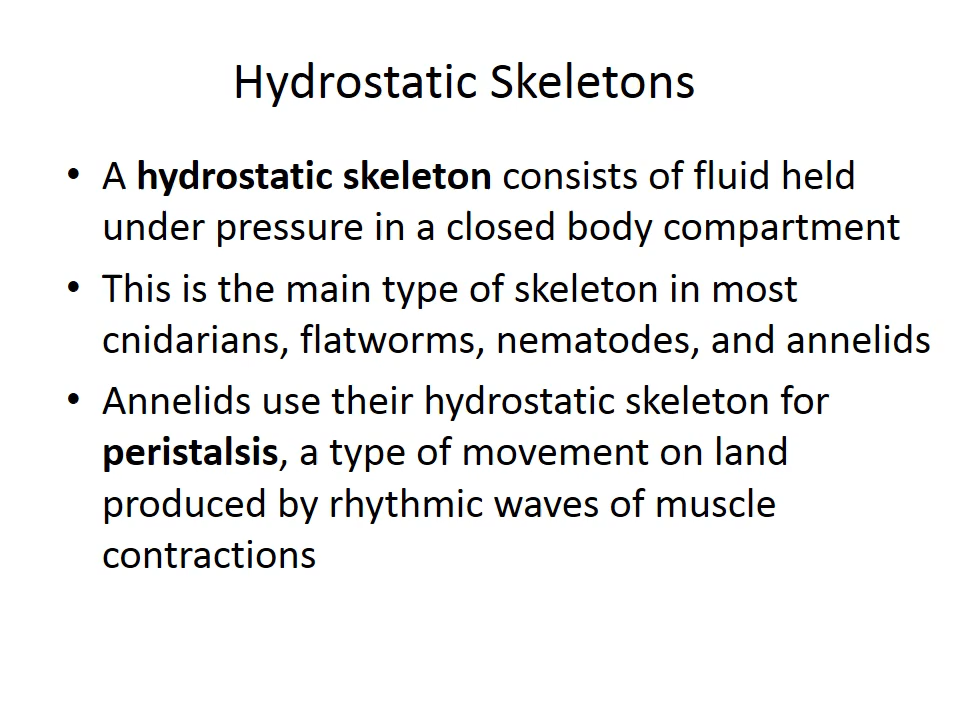 Hydrostatic Skeletons
• A hydrostatic skeleton consists of fluid held
under pressure in a closed body compartment
• This is the main type of skeleton in most
cnidarians, flatworms, nematodes, and annelids
• Annelids use their hydrostatic skeleton for
peristalsis, a type of movement on land
produced by rhythmic waves of muscle
contractions